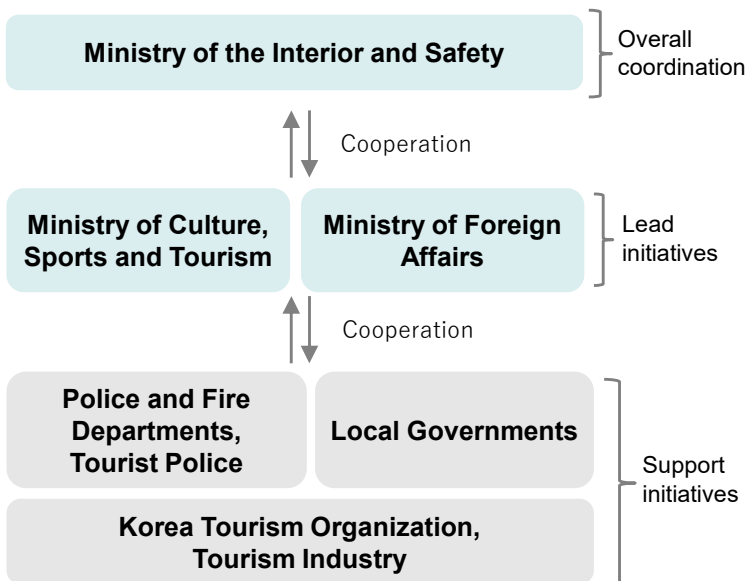 Ministry of the Interior and Safety
Overall
coordination
Cooperation
Ministry of Culture,
Sports and Tourism
Ministry of Foreign
Affairs
Lead
initiatives
Cooperation
Police and Fire
Departments,
Tourist Police
Local Governments
Support
initiatives
Korea Tourism Organization,
Tourism Industry